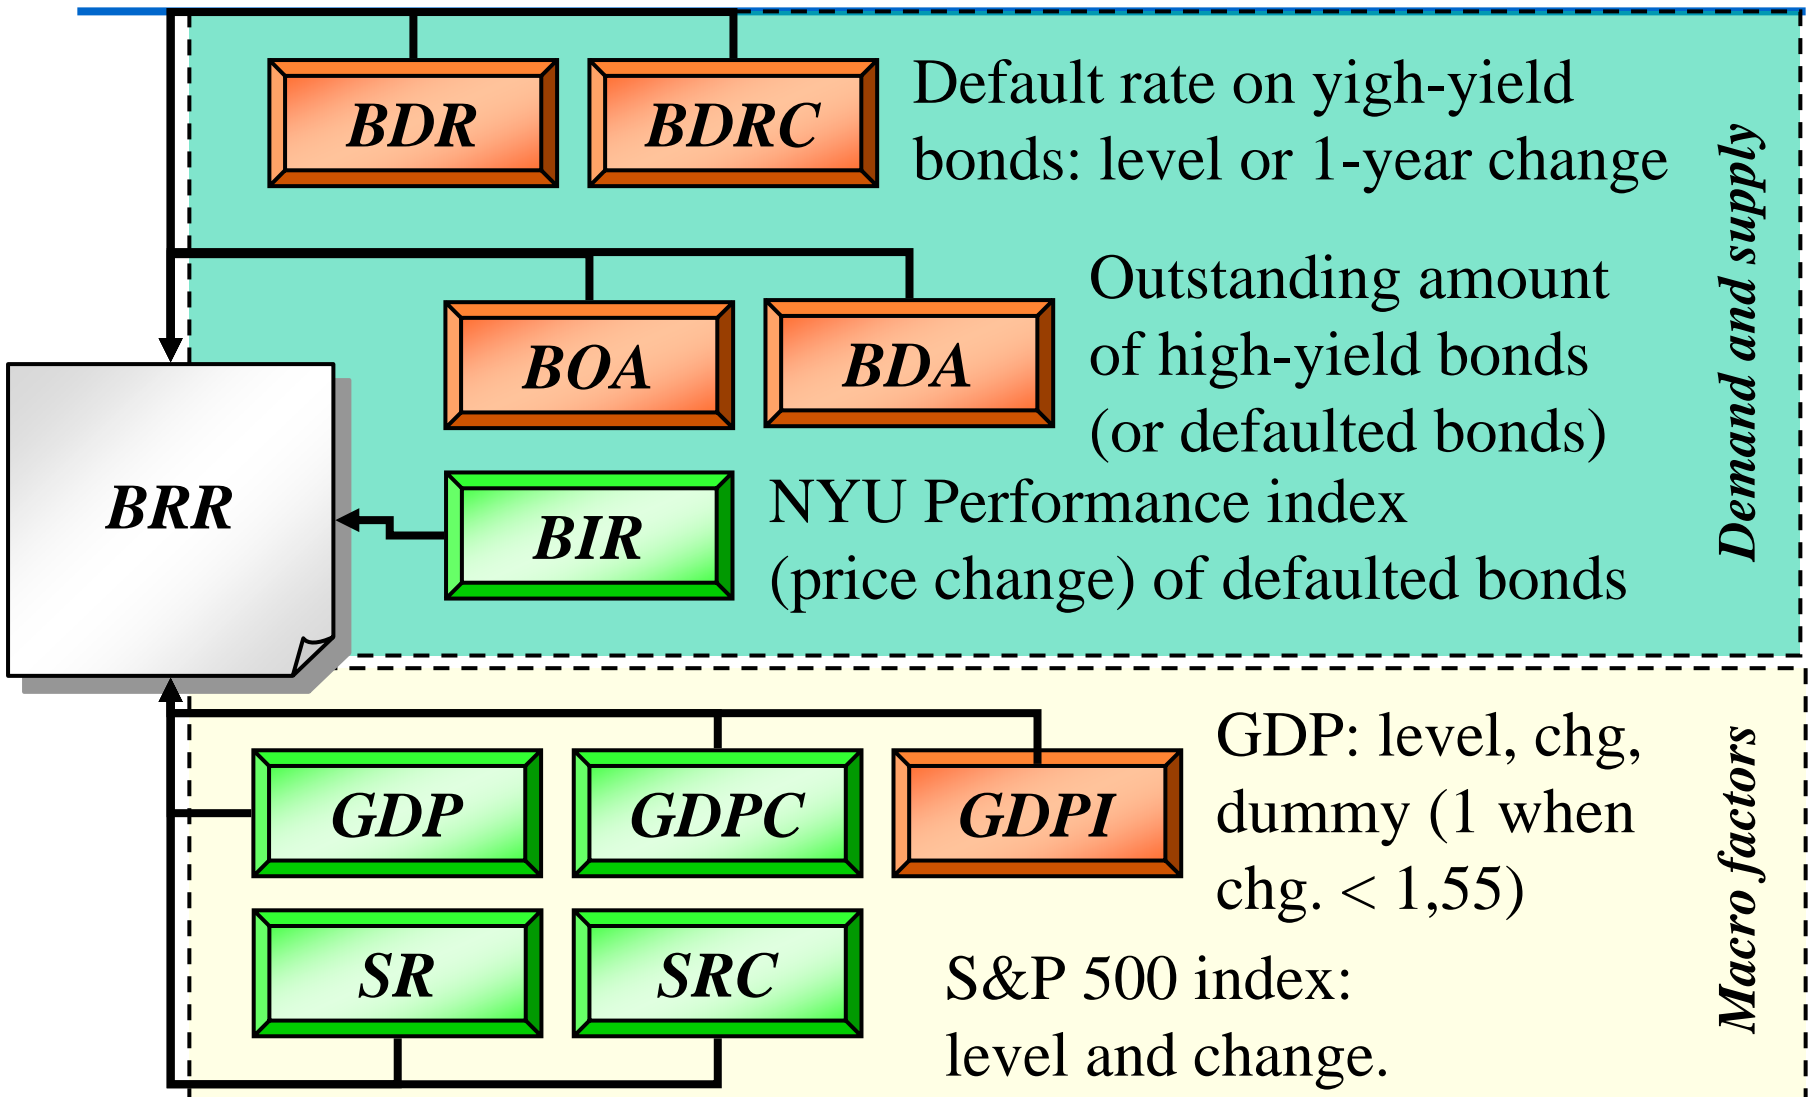 BDR
BDRC
Default rate on yigh-yield
bonds: level or 1-year change
BOA
BDA
Outstanding amount
of high-yield bonds
(or defaulted bonds)
BRR
BIR
NYU Performance index
(price change) of defaulted bonds
Demand and supply
GDP
GDPC
GDPI
GDP: level, chg,
dummy (1 when
chg. < 1,55)
SR
SRC
S&P 500 index:
level and change.
Macro factors